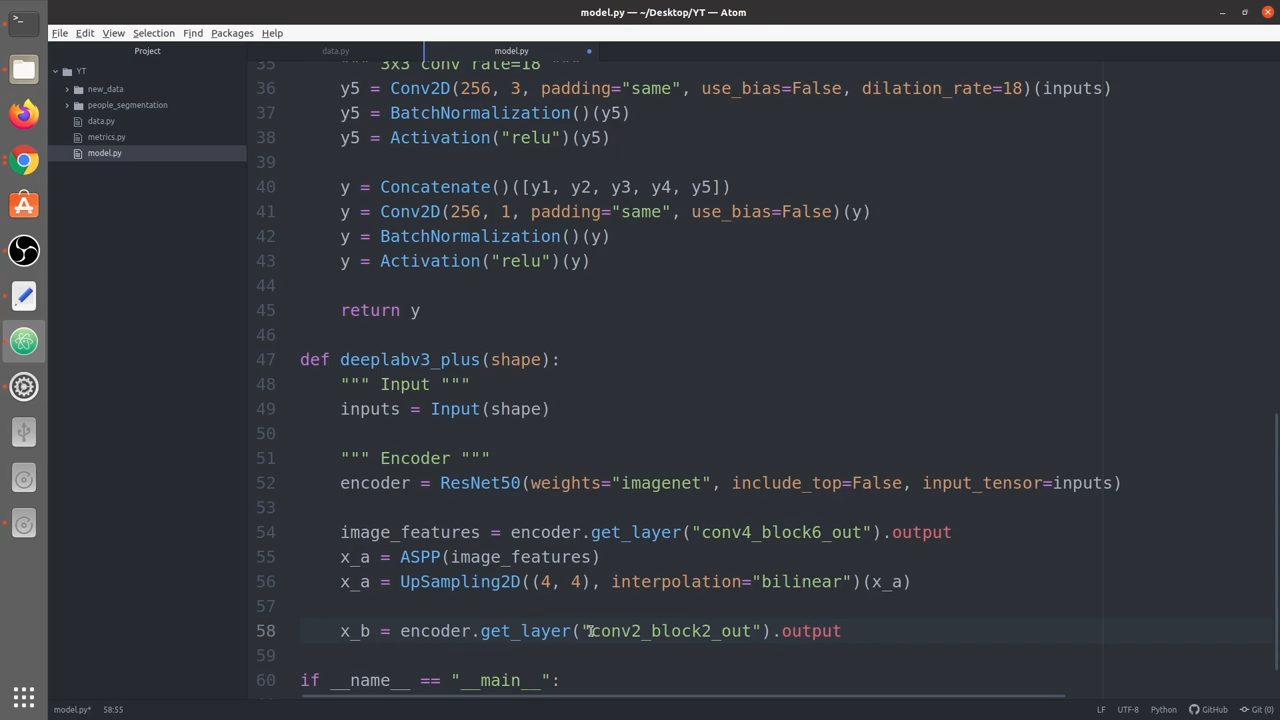 model.py — ~/Desktop/YT — Atom
File Edit View Selection Find Packages Help
Project
data.py
model.py
YT
new_data
people_segmentation
data.py
metrics.py
model.py
35 """ 3x3 conv rate=18 """
36 y5 = Conv2D(256, 3, padding="same", use_bias=False, dilation_rate=18)(inputs)
37 y5 = BatchNormalization()(y5)
38 y5 = Activation("relu")(y5)
39
40 y = Concatenate()([y1, y2, y3, y4, y5])
41 y = Conv2D(256, 1, padding="same", use_bias=False)(y)
42 y = BatchNormalization()(y)
43 y = Activation("relu")(y)
44
45 return y
46
47 def deeplabv3_plus(shape):
48 """ Input """
49 inputs = Input(shape)
50
51 """ Encoder """
52 encoder = ResNet50(weights="imagenet", include_top=False, input_tensor=inputs)
53
54 image_features = encoder.get_layer("conv4_block6_out").output
55 x_a = ASPP(image_features)
56 x_a = UpSampling2D((4, 4), interpolation="bilinear")(x_a)
57
58 x_b = encoder.get_layer("conv2_block2_out").output
59
60 if __name__ == "__main__":
model.py* 58:55 LF UTF-8 Python GitHub Git (0)